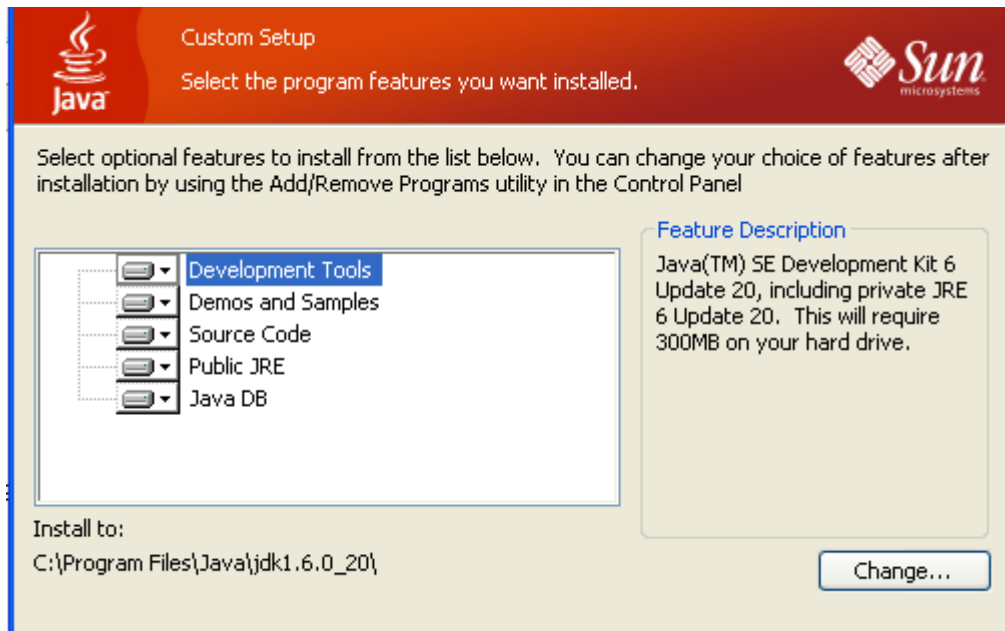 Java
Custom Setup
Select the program features you want installed.
Sun
microsystems
Select optional features to install from the list below. You can change your choice of features after
installation by using the Add/Remove Programs utility in the Control Panel
Development Tools
Demos and Samples
Source Code
Public JRE
Java DB
Feature Description
Java(TM) SE Development Kit 6
Update 20, including private JRE
6 Update 20. This will require
300MB on your hard drive.
Install to:
C:\Program Files\Java\jdk1.6.0_20\
Change...